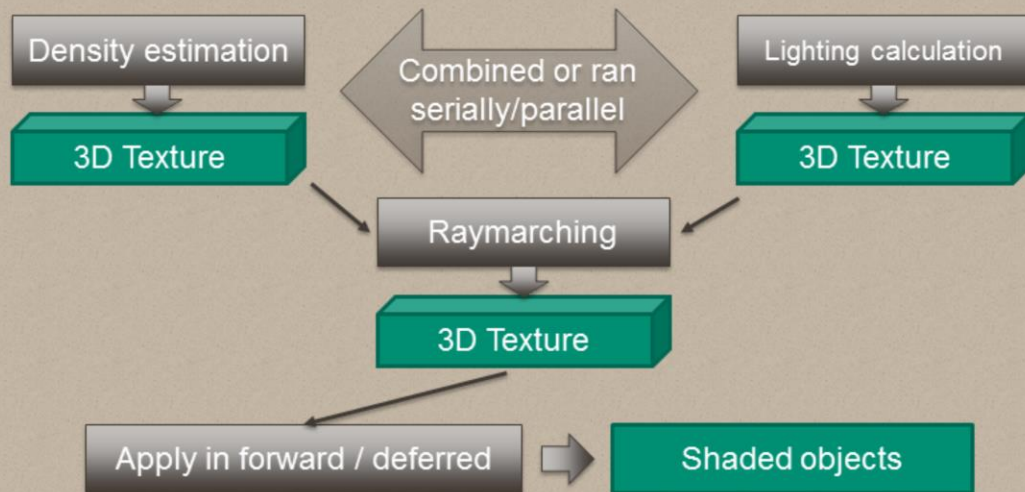 Density estimation
Combined or ran
serially/parallel
Lighting calculation
3D Texture
3D Texture
Raymarching
3D Texture
Apply in forward / deferred
Shaded objects